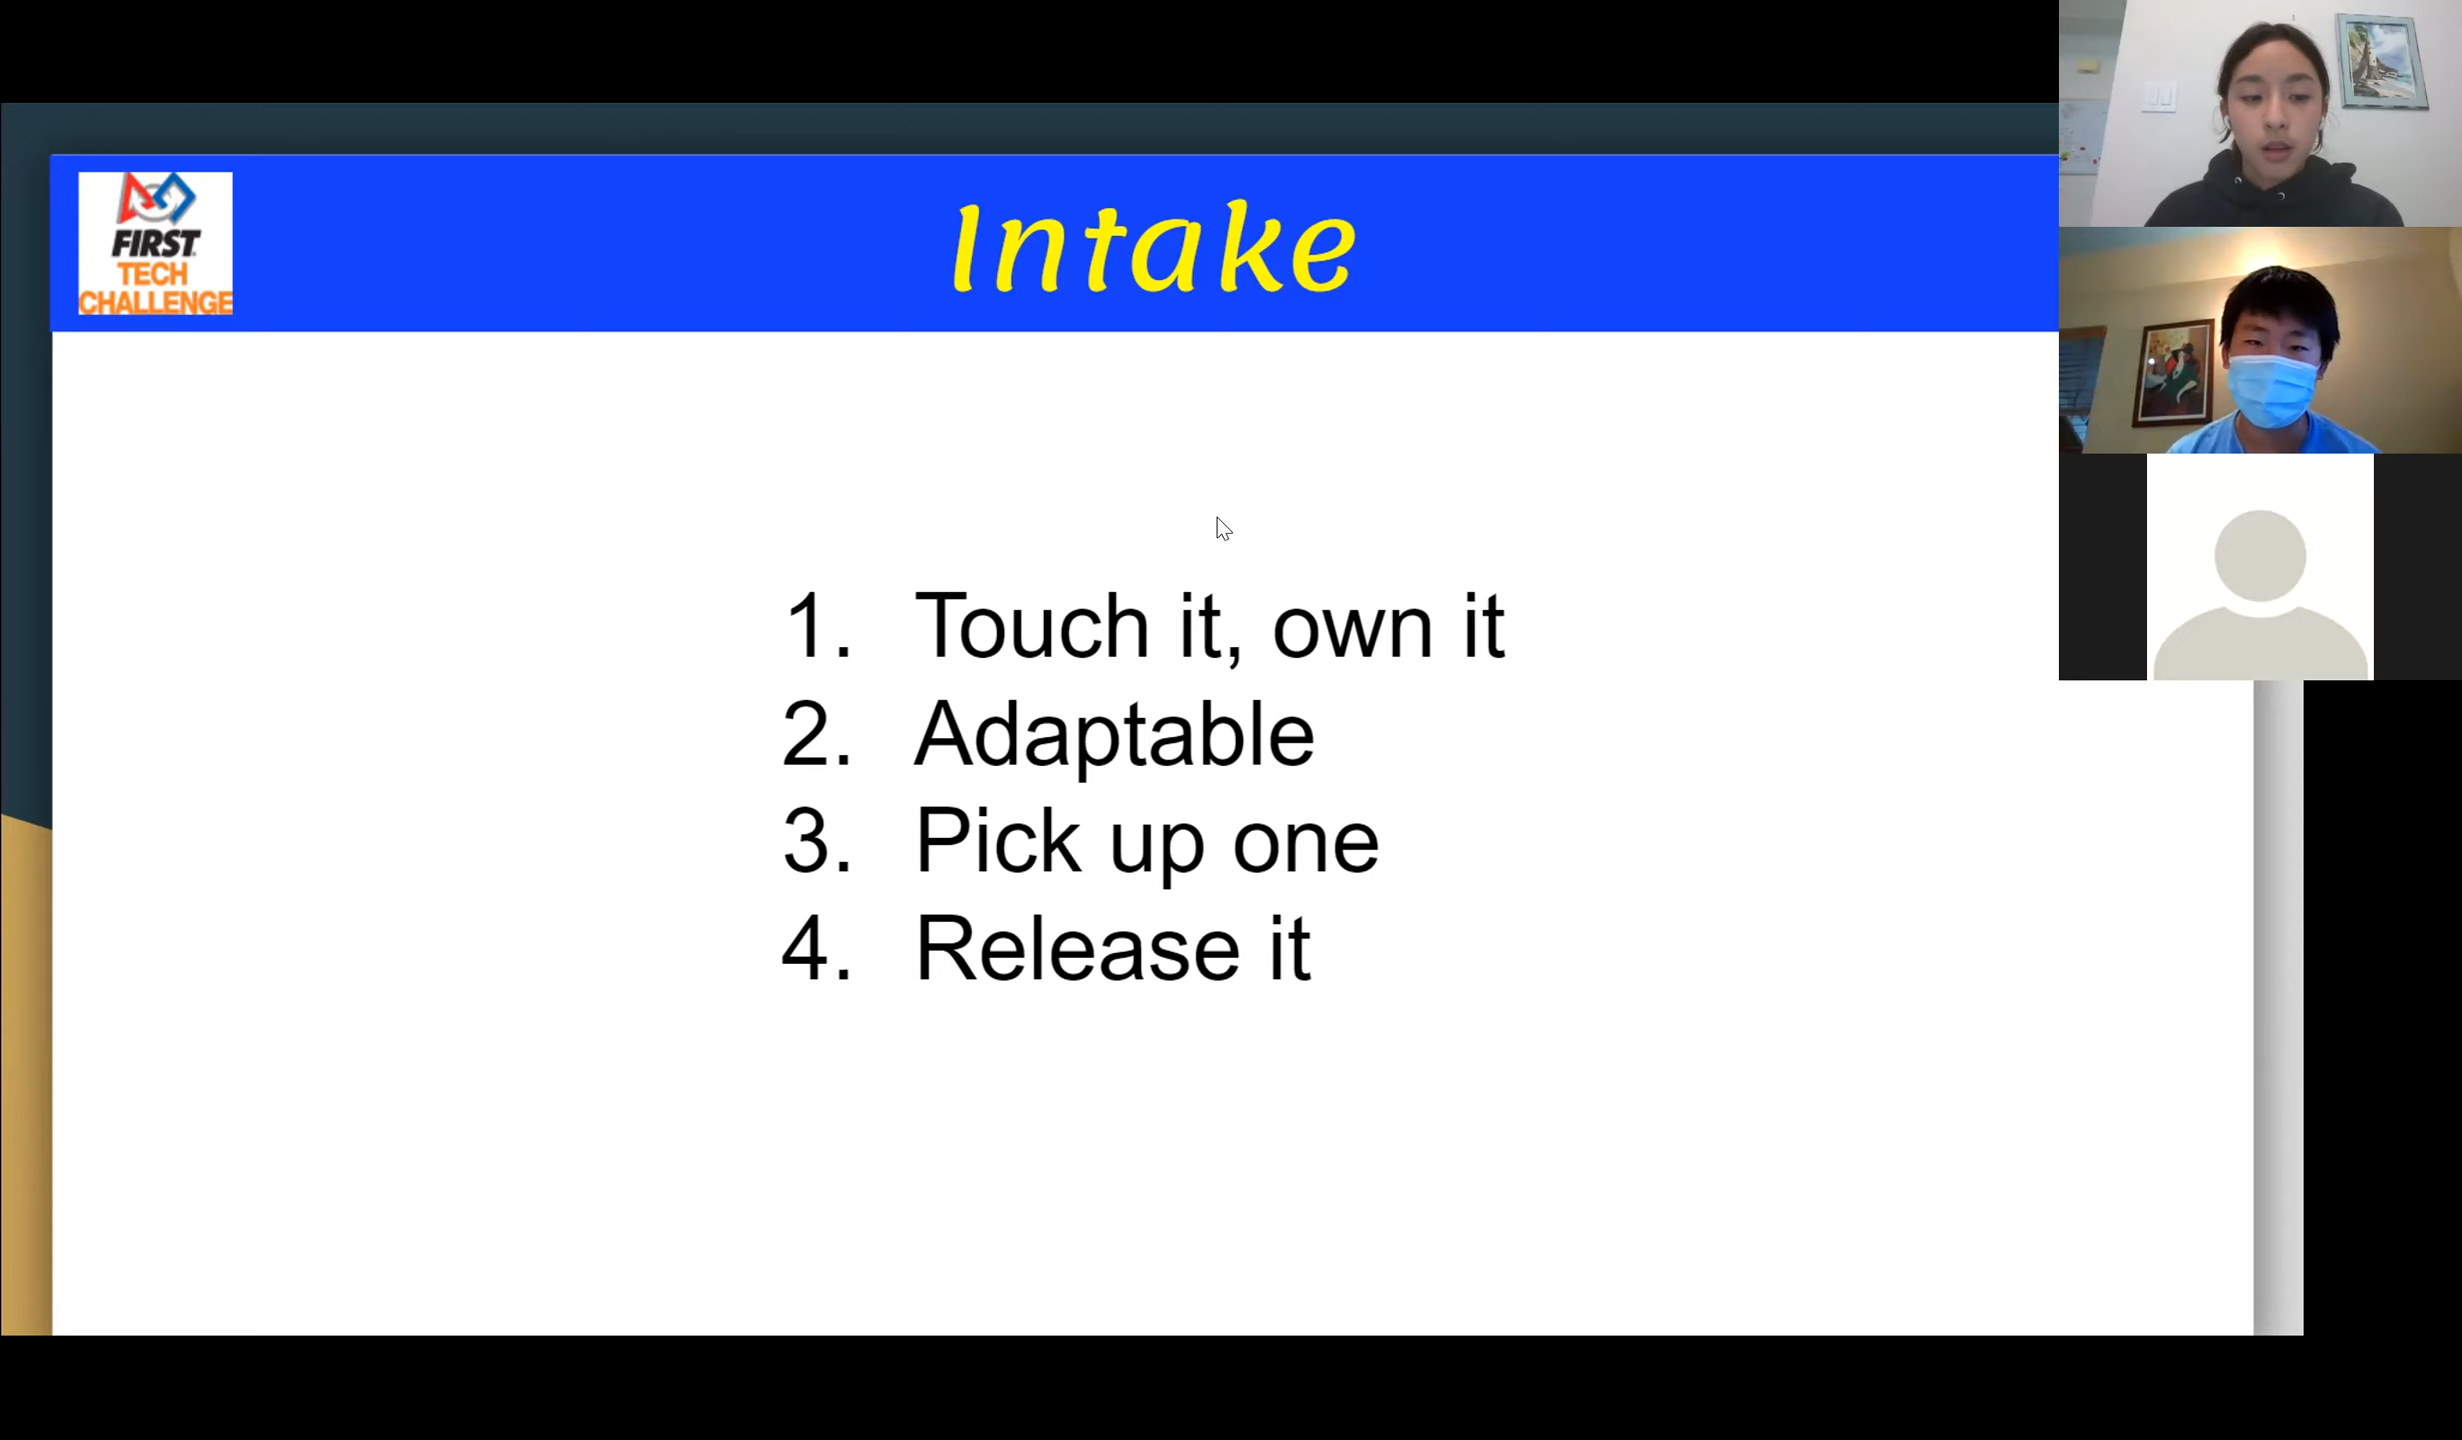 FIRST
TECH
CHALLENGE
Intake
1. Touch it, own it
2. Adaptable
3. Pick up one
4. Release it